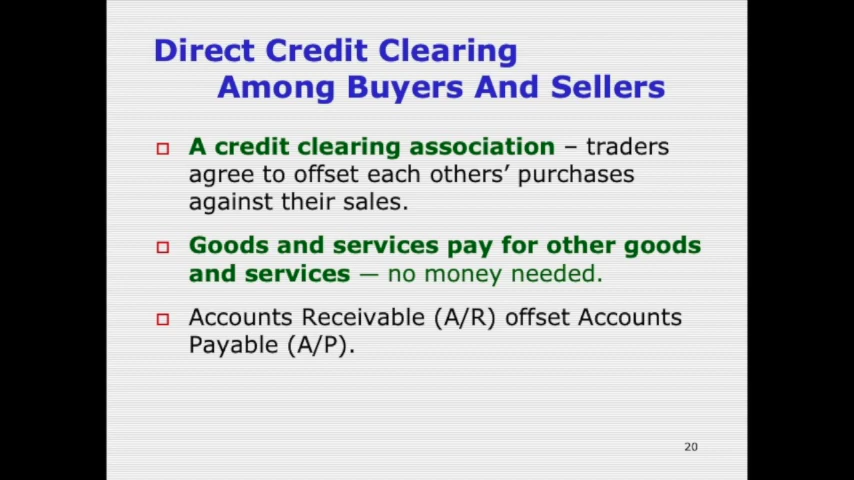 Direct Credit Clearing
Among Buyers And Sellers
A credit clearing association – traders
agree to offset each others’ purchases
against their sales.
Goods and services pay for other goods
and services — no money needed.
Accounts Receivable (A/R) offset Accounts
Payable (A/P).
20